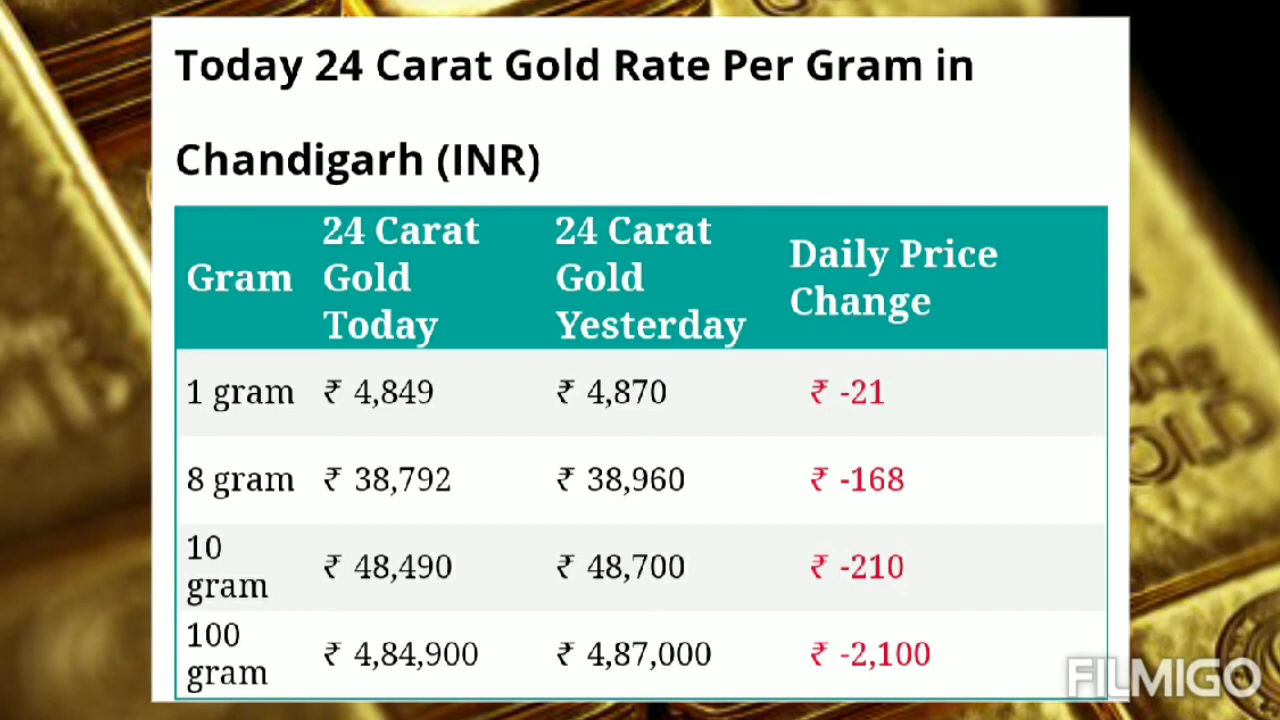 Today 24 Carat Gold Rate Per Gram in
Chandigarh (INR)
Gram 24 Carat Gold Today 24 Carat Gold Yesterday Daily Price Change
1 gram ₹ 4,849 ₹ 4,870 ₹ -21
8 gram ₹ 38,792 ₹ 38,960 ₹ -168
10 gram ₹ 48,490 ₹ 48,700 ₹ -210
100 gram ₹ 4,84,900 ₹ 4,87,000 ₹ -2,100
FILMIGO